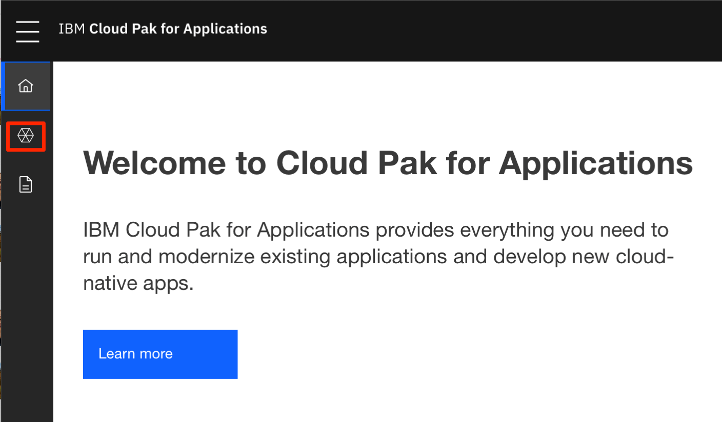 IBM Cloud Pak for Applications
Welcome to Cloud Pak for Applications
IBM Cloud Pak for Applications provides everything you need to
run and modernize existing applications and develop new cloud-
native apps.
Learn more